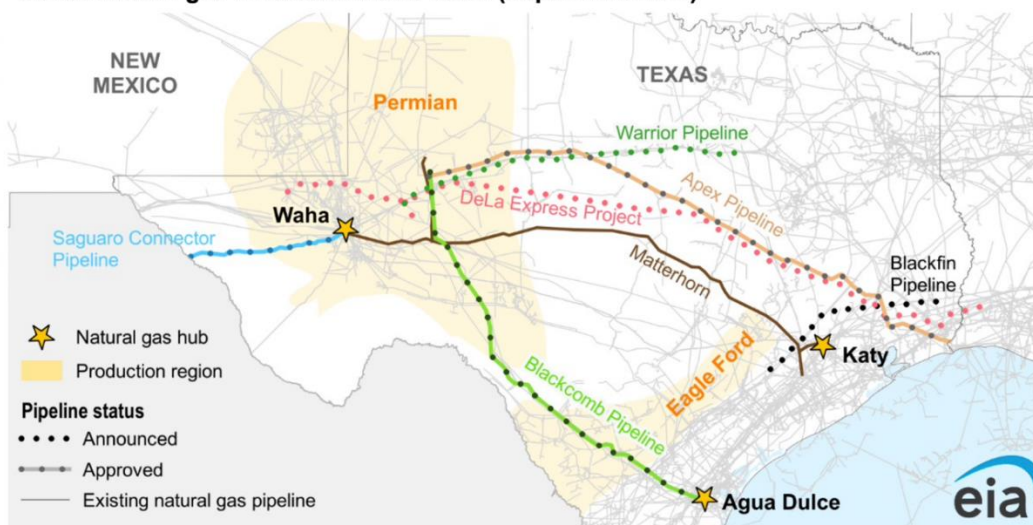 NEW
MEXICO
TEXAS
Permian
Warrior Pipeline
Apex Pipeline
DeLa Express Project
Waha
Saguaro Connector
Pipeline
Matterhorn
Blackfin
Pipeline
Natural gas hub
Production region
Katy
Eagle Ford
Blackcomb Pipeline
Pipeline status
Announced
Approved
Existing natural gas pipeline
Agua Dulce
eia